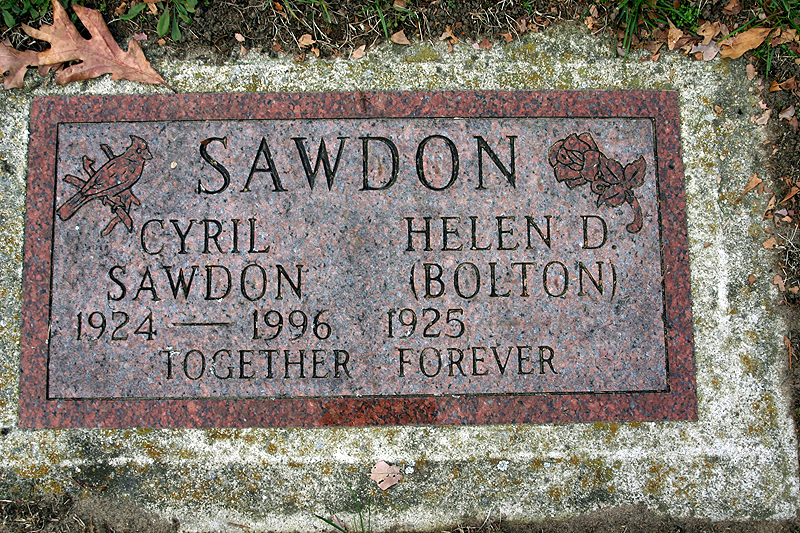 SAWDON
CYRIL HELEN D.
SAWDON (BOLTON)
1924 — 1996 1925
TOGETHER FOREVER